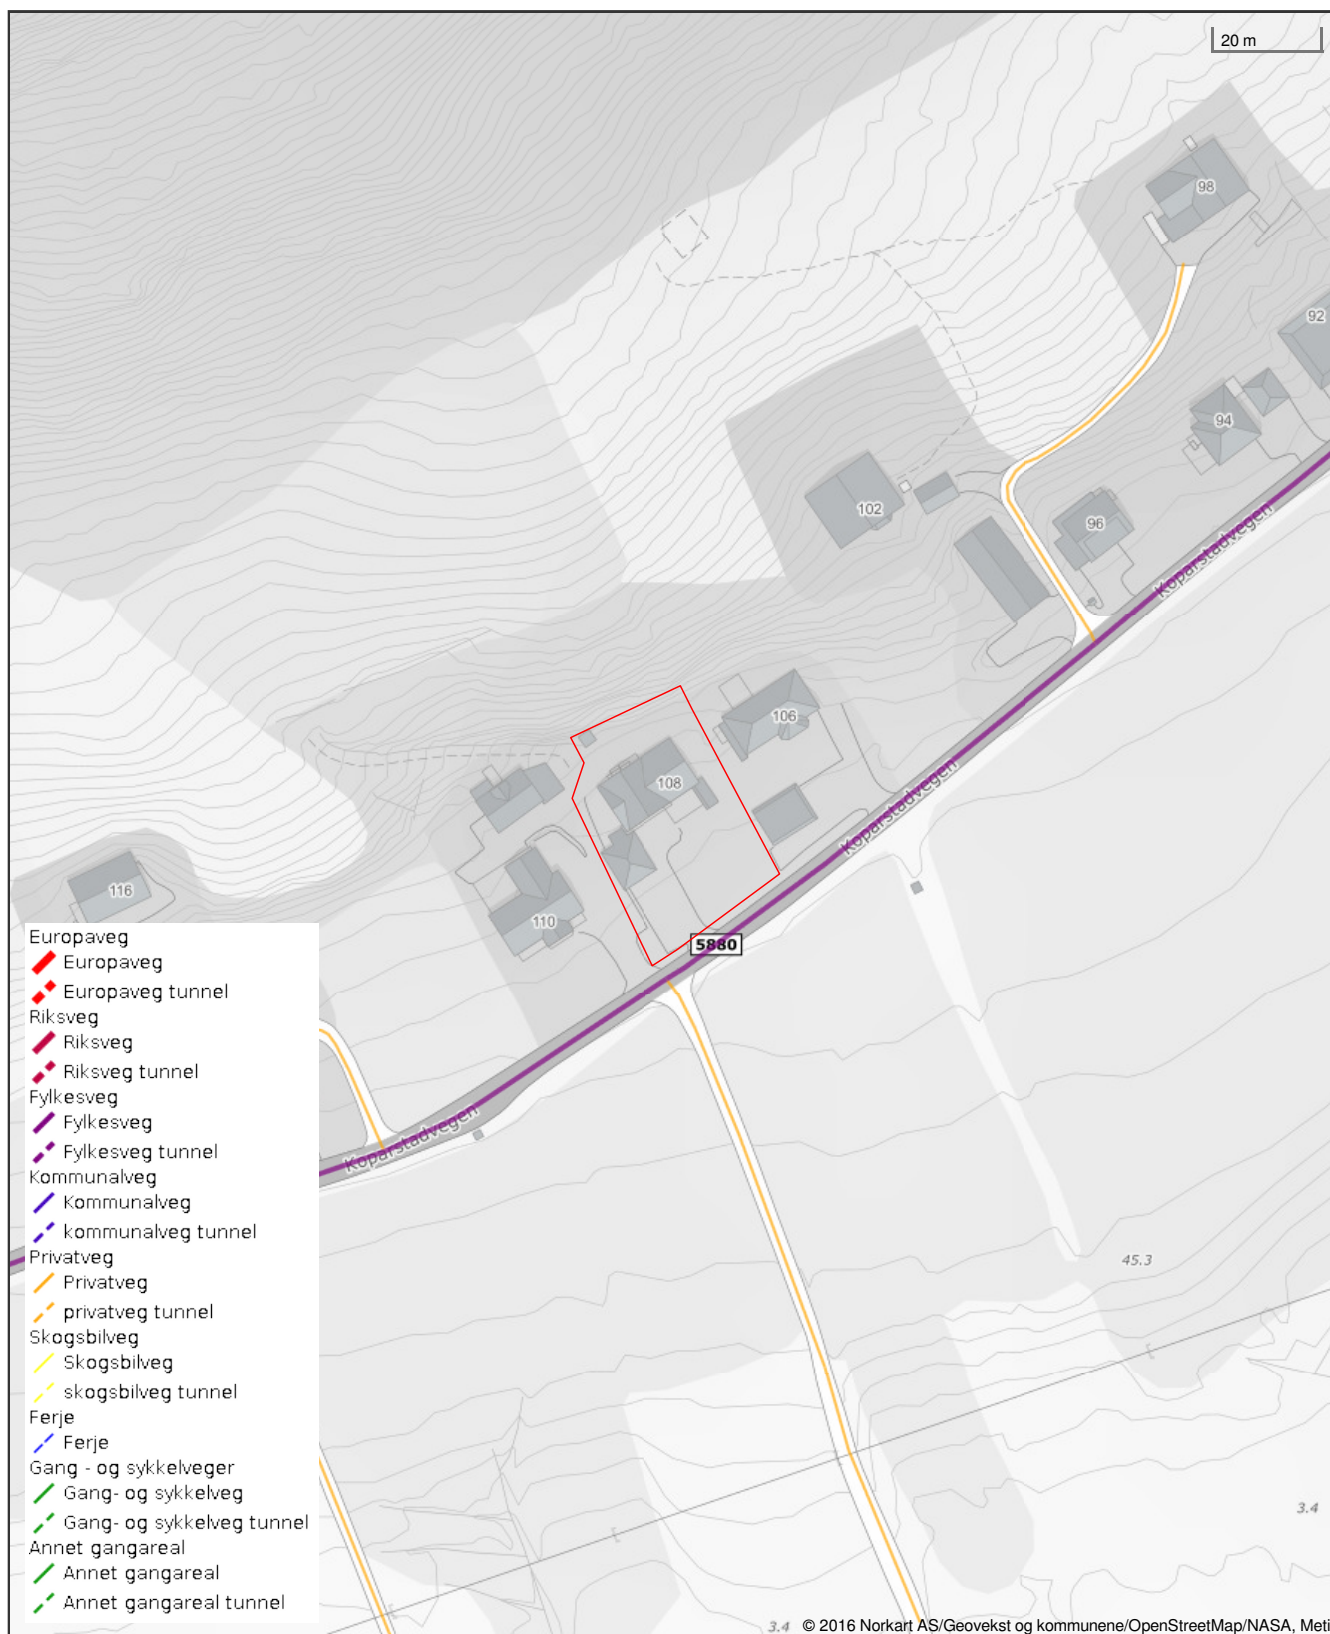 20 m
98
92
94
102
96
Koparstadvegen
106
108
Koparstadvegen
116
110
5880
Koparstadvegen
45.3
3.4
3.4
Europaveg
Europaveg
Europaveg tunnel
Riksveg
Riksveg
Riksveg tunnel
Fylkesveg
Fylkesveg
Fylkesveg tunnel
Kommunalveg
Kommunalveg
kommunalveg tunnel
Privatveg
Privatveg
privatveg tunnel
Skogsbilveg
Skogsbilveg
skogsbilveg tunnel
Ferje
Ferje
Gang - og sykkelveger
Gang- og sykkelveg
Gang- og sykkelveg tunnel
Annet gangareal
Annet gangareal
Annet gangareal tunnel
© 2016 Norkart AS/Geovekst og kommunene/OpenStreetMap/NASA, Meti